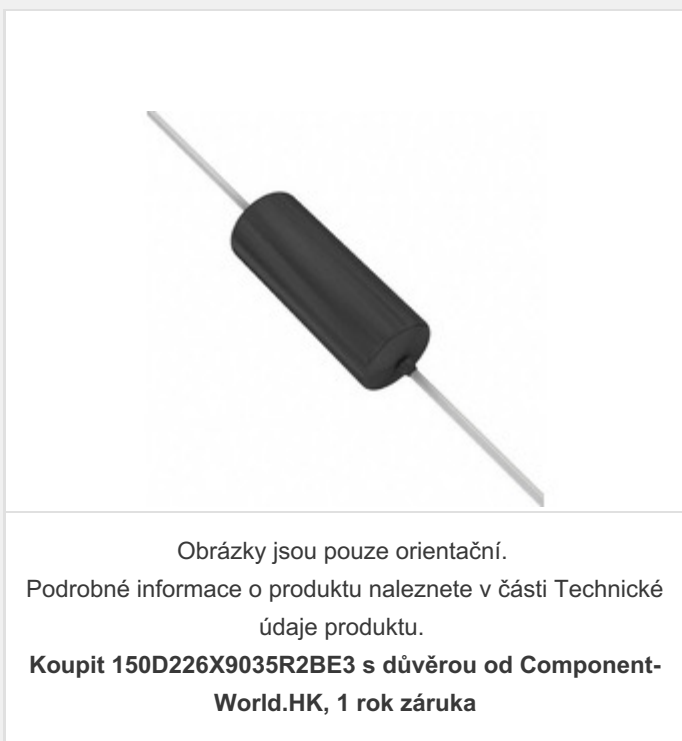 Obrázky jsou pouze orientační.
Podrobné informace o produktu naleznete v části Technické
údaje produktu.
Koupit 150D226X9035R2BE3 s důvěrou od Component-
World.HK, 1 rok záruka